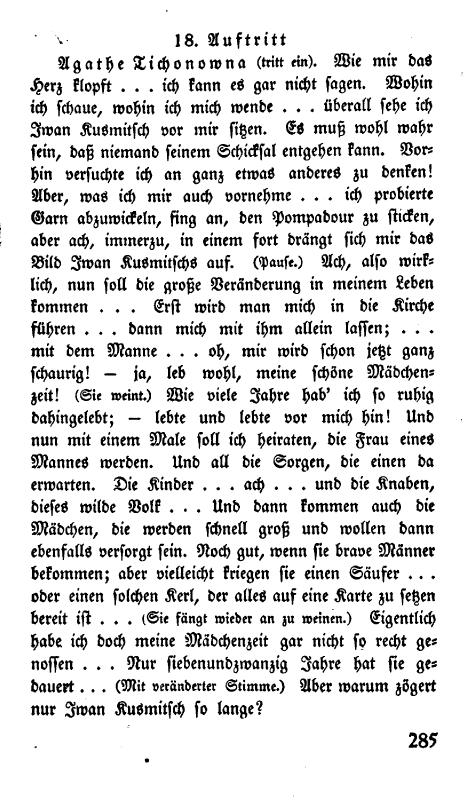 18. Auftritt
Agathe Tichonowna (tritt ein). Wie mir das
Herz klopft . . . ich kann es gar nicht sagen. Wohin
ich schaue, wohin ich mich wende . . . überall sehe ich
Iwan Kusmitsch vor mir sitzen. Es muß wohl wahr
sein, daß niemand seinem Schicksal entgehen kann. Vor-
hin versuchte ich an ganz etwas anderes zu denken!
Aber, was ich mir auch vornehme . . . ich probierte
Garn abzuwickeln, fing an, den Pompadour zu sticken,
aber ach, immerzu, in einem fort drängt sich mir das
Bild Iwan Kusmitschs auf. (Pause.) Ach, also wirk-
lich, nun soll die große Veränderung in meinem Leben
kommen . . . Erst wird man mich in die Kirche
führen . . . dann mich mit ihm allein lassen; . . .
mit dem Manne . . . oh, mir wird schon jetzt ganz
schaurig! — ja, leb wohl, meine schöne Mädchen-
zeit! (Sie weint.) Wie viele Jahre hab' ich so ruhig
dahingelebt; — lebte und lebte vor mich hin! Und
nun mit einem Male soll ich heiraten, die Frau eines
Mannes werden. Und all die Sorgen, die einen da
erwarten. Die Kinder . . . ach . . . und die Knaben,
dieses wilde Volk . . . Und dann kommen auch die
Mädchen, die werden schnell groß und wollen dann
ebenfalls versorgt sein. Noch gut, wenn sie brave Männer
bekommen; aber vielleicht kriegen sie einen Säufer . . .
oder einen solchen Kerl, der alles auf eine Karte zu setzen
bereit ist . . . (Sie fängt wieder an zu weinen.) Eigentlich
habe ich doch meine Mädchenzeit gar nicht so recht ge-
nossen . . . Nur siebenundzwanzig Jahre hat sie ge-
dauert . . . (Mit veränderter Stimme.) Aber warum zögert
nur Iwan Kusmitsch so lange?
285